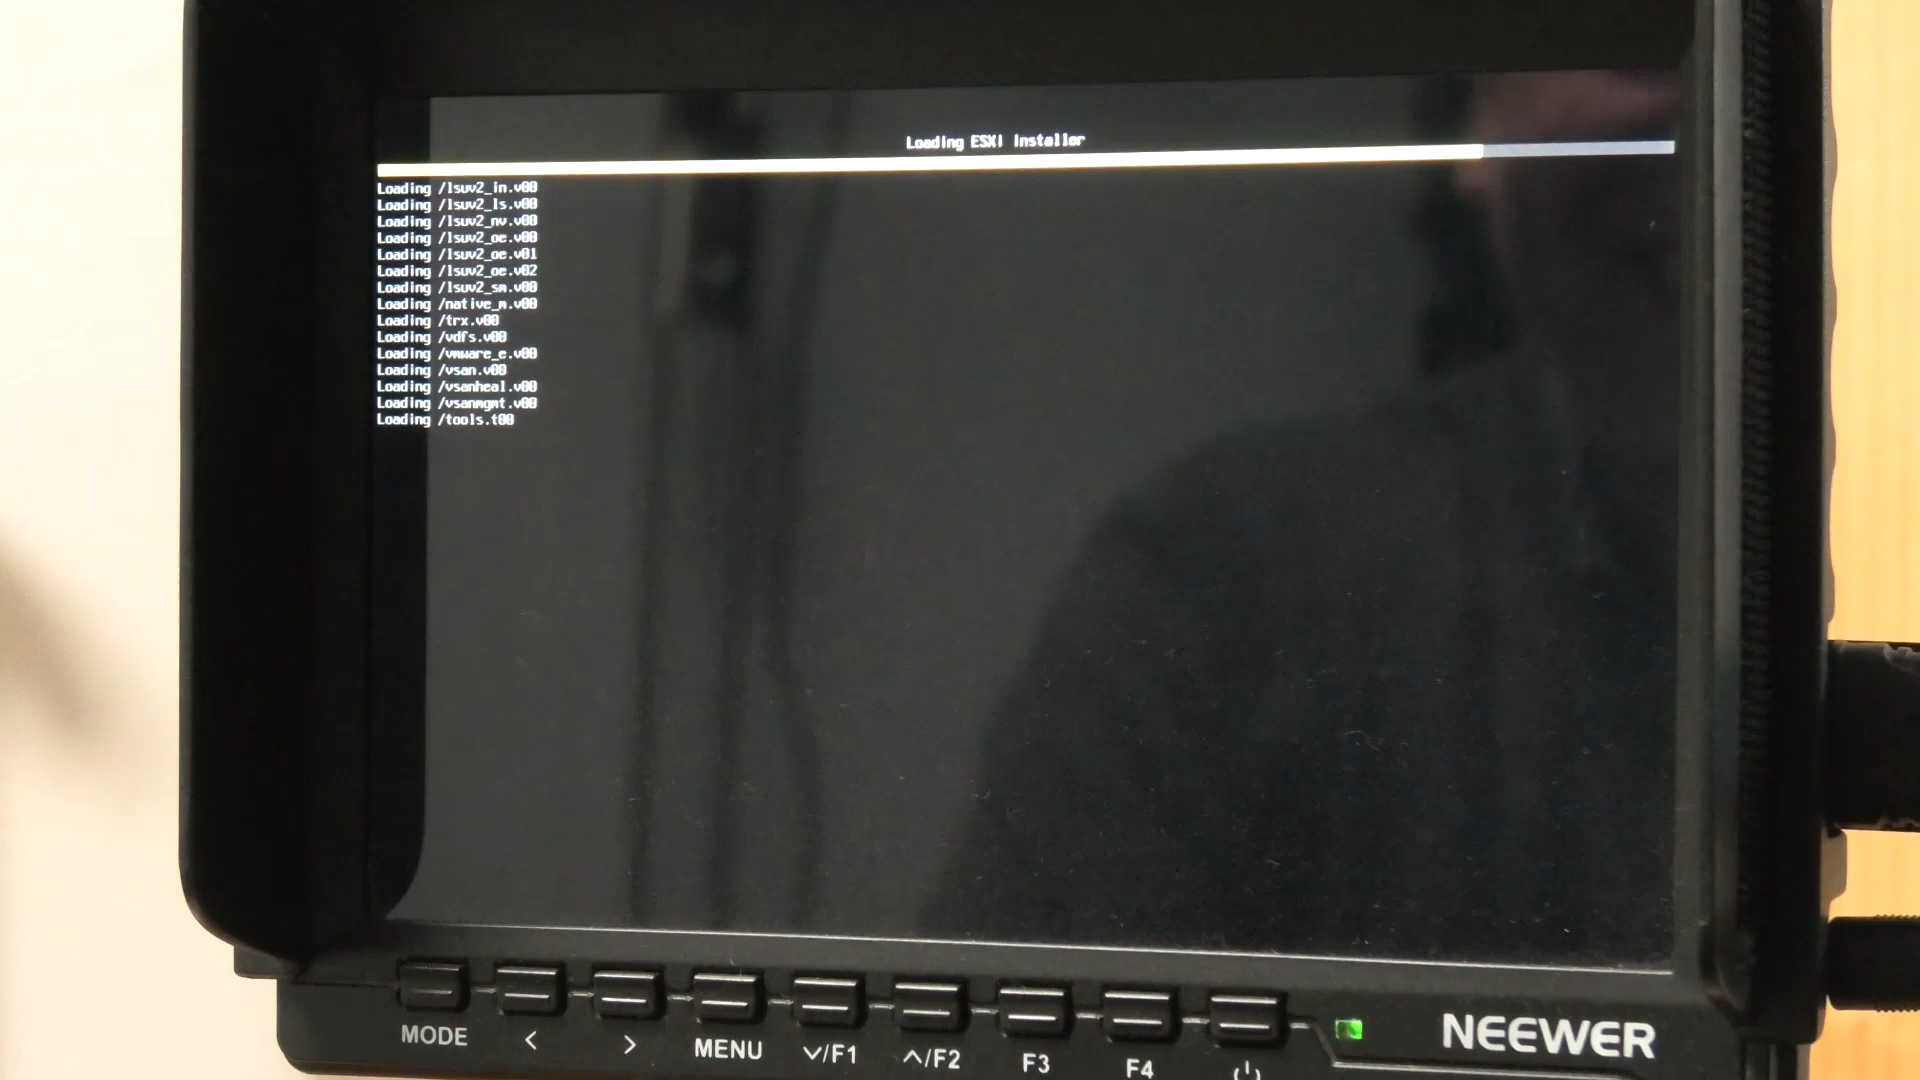 Loading ESXi installer
Loading /lsuv2_in.v00
Loading /lsuv2_ls.v00
Loading /lsuv2_nv.v00
Loading /lsuv2_oe.v00
Loading /lsuv2_oe.v01
Loading /lsuv2_oe.v02
Loading /lsuv2_sm.v00
Loading /native_m.v00
Loading /trx.v00
Loading /vdfs.v00
Loading /vmware_e.v00
Loading /vsan.v00
Loading /vsanheal.v00
Loading /vsanmgmt.v00
Loading /tools.t00
MODE < > MENU ∨/F1 ∧/F2 F3 F4
NEEWER